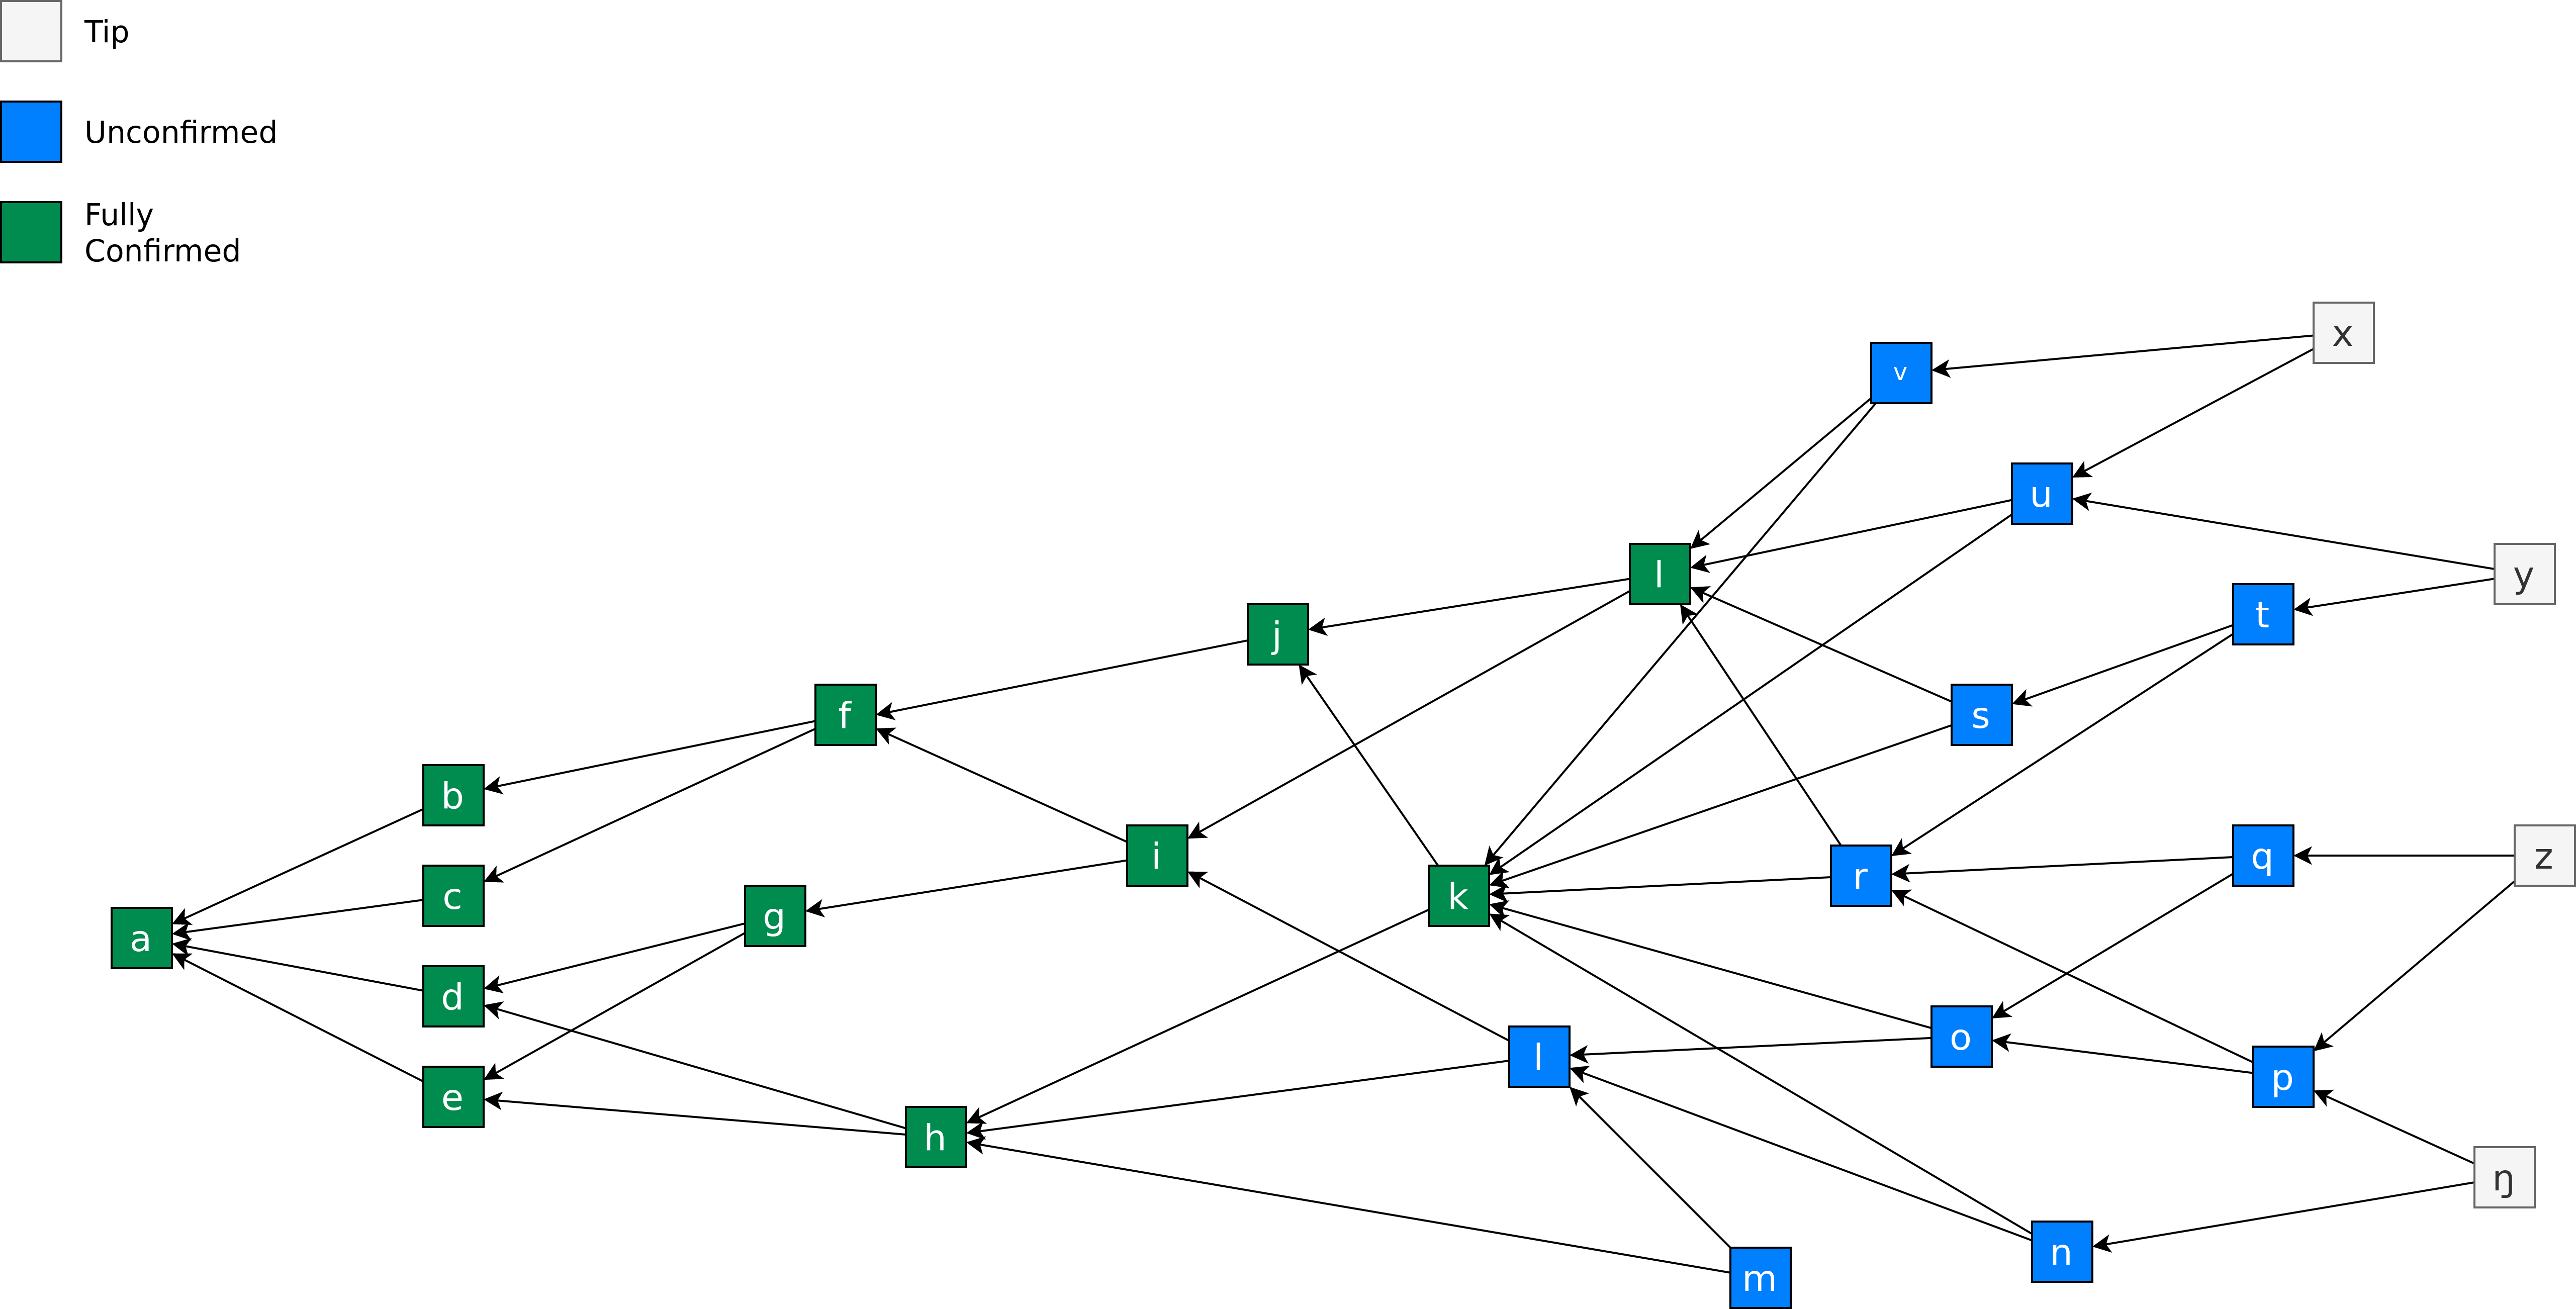 Tip
Unconfirmed
Fully
Confirmed
x
v
u
l
y
t
j
s
f
b
i
q
z
r
c
k
g
a
d
o
l
p
e
h
ŋ
n
m